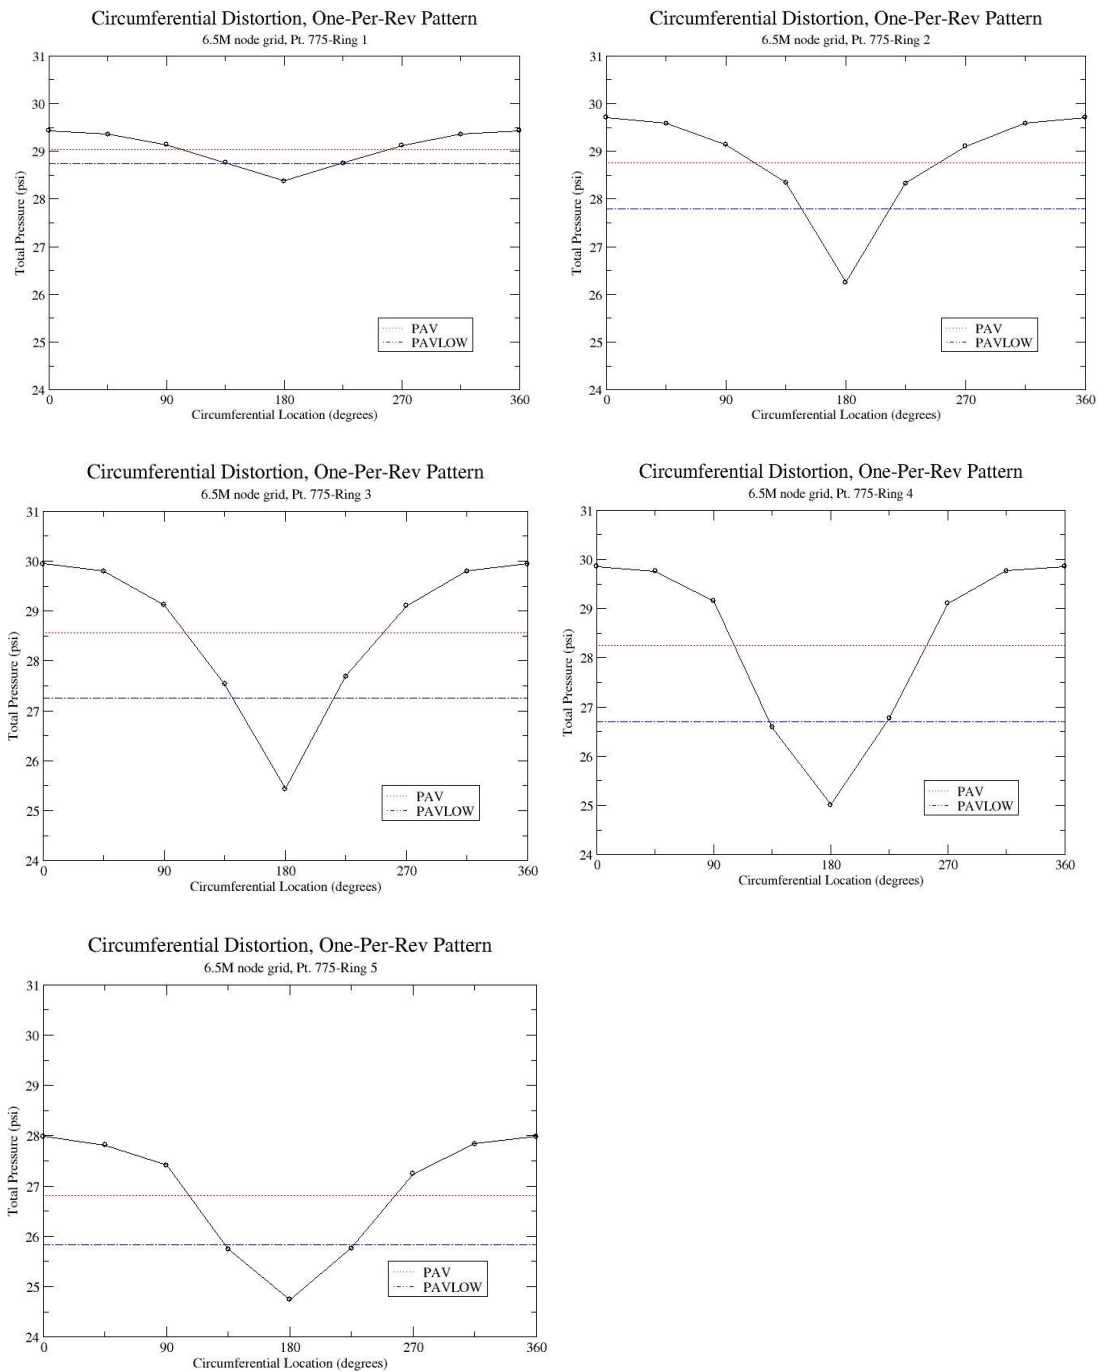 Circumferential Distortion, One-Per-Rev Pattern
6.5M node grid, Pt. 775-Ring 1
31
30
29
28
27
26
25
24
Total Pressure (psi)
PAV
PAVLOW
0 90 180 270 360
Circumferential Location (degrees)
Circumferential Distortion, One-Per-Rev Pattern
6.5M node grid, Pt. 775-Ring 2
31
30
29
28
27
26
25
24
Total Pressure (psi)
PAV
PAVLOW
0 90 180 270 360
Circumferential Location (degrees)
Circumferential Distortion, One-Per-Rev Pattern
6.5M node grid, Pt. 775-Ring 3
31
30
29
28
27
26
25
24
Total Pressure (psi)
PAV
PAVLOW
0 90 180 270 360
Circumferential Location (degrees)
Circumferential Distortion, One-Per-Rev Pattern
6.5M node grid, Pt. 775-Ring 4
31
30
29
28
27
26
25
24
Total Pressure (psi)
PAV
PAVLOW
0 90 180 270 360
Circumferential Location (degrees)
Circumferential Distortion, One-Per-Rev Pattern
6.5M node grid, Pt. 775-Ring 5
31
30
29
28
27
26
25
24
Total Pressure (psi)
PAV
PAVLOW
0 90 180 270 360
Circumferential Location (degrees)